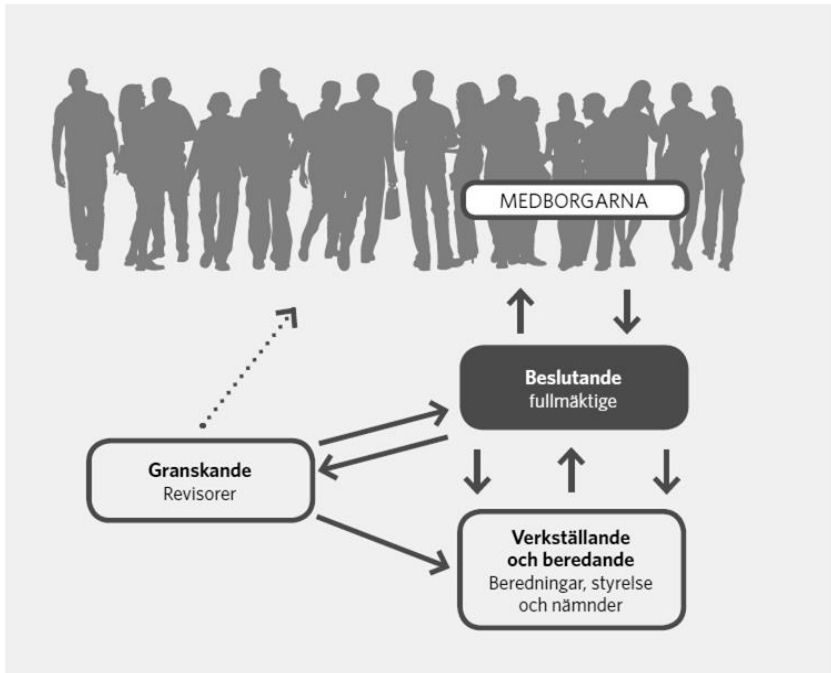 MEDBORGARNA
Beslutande
fullmäktige
Granskande
Revisorer
Verkställande
och beredande
Beredningar, styrelse
och nämnder